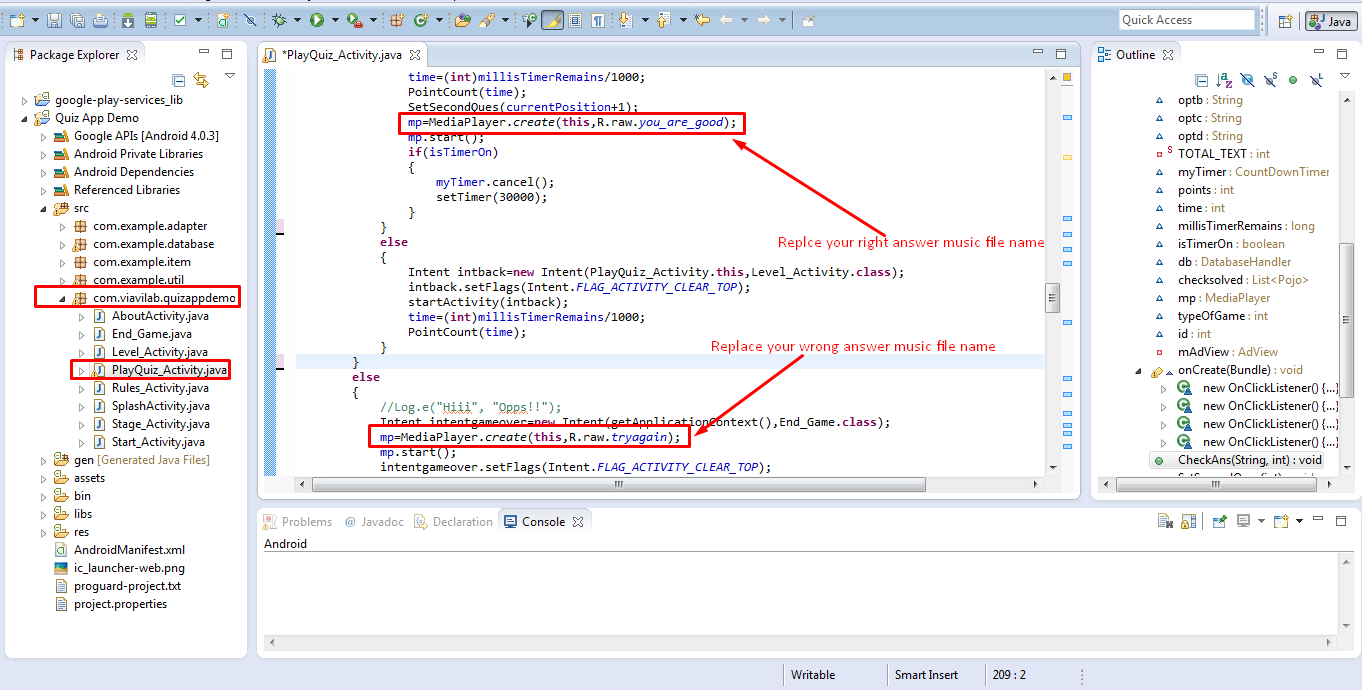 Quick Access
Java
Package Explorer
google-play-services_lib
Quiz App Demo
Google APIs [Android 4.0.3]
Android Private Libraries
Android Dependencies
Referenced Libraries
src
com.example.adapter
com.example.database
com.example.item
com.example.util
com.viavilab.quizappdemo
AboutActivity.java
End_Game.java
Level_Activity.java
PlayQuiz_Activity.java
Rules_Activity.java
SplashActivity.java
Stage_Activity.java
Start_Activity.java
gen [Generated Java Files]
assets
bin
libs
res
AndroidManifest.xml
ic_launcher-web.png
proguard-project.txt
project.properties
*PlayQuiz_Activity.java
time=(int)millisTimerRemains/1000;
PointCount(time);
SetSecondQues(currentPosition+1);
mp=MediaPlayer.create(this,R.raw.you_are_good);
mp.start();
if(isTimerOn)
{
myTimer.cancel();
setTimer(30000);
}
}
else
Replce your right answer music file name
{
Intent intback=new Intent(PlayQuiz_Activity.this,Level_Activity.class);
intback.setFlags(Intent.FLAG_ACTIVITY_CLEAR_TOP);
startActivity(intback);
time=(int)millisTimerRemains/1000;
PointCount(time);
}
Replace your wrong answer music file name
}
else
{
//Log.e("Hiii", "Opps!!");
Intent intentgameover=new Intent(getApplicationContext(),End_Game.class);
mp=MediaPlayer.create(this,R.raw.tryagain);
mp.start();
intentgameover.setFlags(Intent.FLAG_ACTIVITY_CLEAR_TOP);
Outline
optb : String
optc : String
optd : String
S TOTAL_TEXT : int
myTimer : CountDownTimer
points : int
time : int
millisTimerRemains : long
isTimerOn : boolean
db : DatabaseHandler
checksolved : List<Pojo>
mp : MediaPlayer
typeOfGame : int
id : int
mAdView : AdView
onCreate(Bundle) : void
new OnClickListener() {...}
new OnClickListener() {...}
new OnClickListener() {...}
new OnClickListener() {...}
CheckAns(String, int) : void
Problems @ Javadoc Declaration Console
Android
Writable Smart Insert 209 : 2